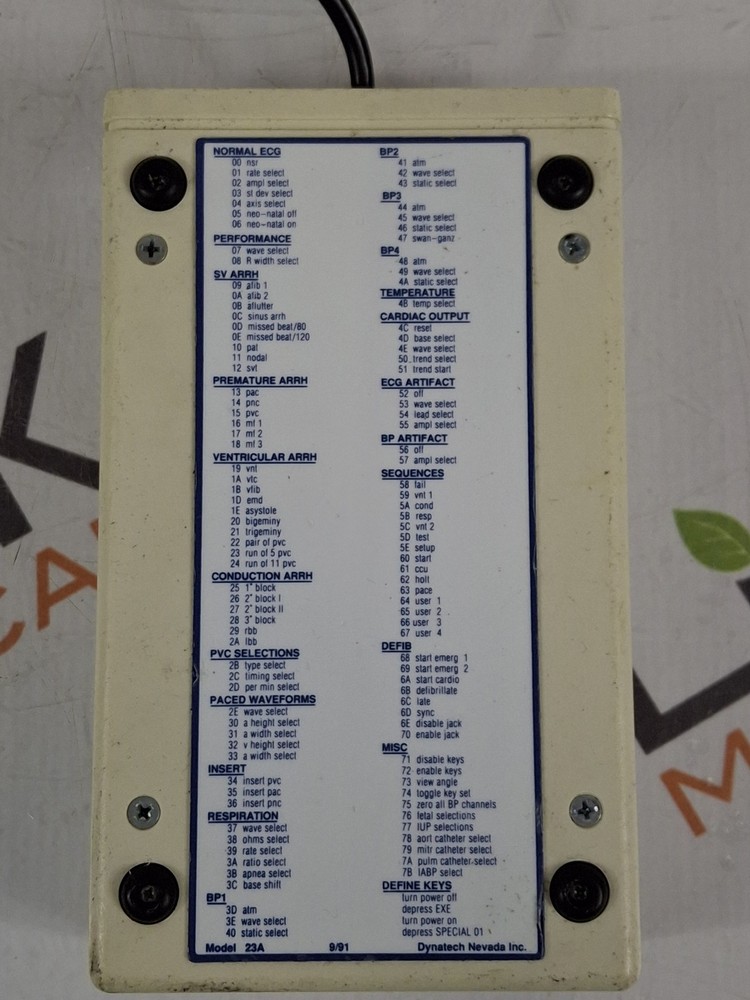 NORMAL ECG
00 nsr
01 rate select
02 ampl select
03 st dev select
04 axis select
05 neo-natal off
06 neo-natal on
PERFORMANCE
07 wave select
08 R width select
SV ARRH
09 afib 1
0A afib 2
0B aflutter
0C sinus arrh
0D missed beat/80
0E missed beat/120
10 pat
11 nodal
12 svt
PREMATURE ARRH
13 pac
14 pnc
15 pvc
16 mf 1
17 mf 2
18 mf 3
VENTRICULAR ARRH
19 vnt
1A vtc
1B vfib
1D emd
1E asystole
20 bigeminy
21 trigeminy
22 pair of pvc
23 run of 5 pvc
24 run of 11 pvc
CONDUCTION ARRH
25 1° block
26 2° block I
27 2° block II
28 3° block
29 rbb
2A lbb
PVC SELECTIONS
2B type select
2C timing select
2D per min select
PACED WAVEFORMS
2E wave select
30 a height select
31 a width select
32 v height select
33 a width select
INSERT
34 insert pvc
35 insert pac
36 insert pnc
RESPIRATION
37 wave select
38 ohms select
39 rate select
3A ratio select
3B apnea select
3C base shift
BP1
3D atm
3E wave select
40 static select
BP2
41 atm
42 wave select
43 static select
BP3
44 atm
45 wave select
46 static select
47 swan-ganz
BP4
48 atm
49 wave select
4A static select
TEMPERATURE
4B temp select
CARDIAC OUTPUT
4C reset
4D base select
4E wave select
50 trend select
51 trend start
ECG ARTIFACT
52 off
53 wave select
54 lead select
55 ampl select
BP ARTIFACT
56 off
57 ampl select
SEQUENCES
58 fail
59 vnt 1
5A cond
5B resp
5C vnt 2
5D test
5E setup
60 start
61 ccu
62 holt
63 pace
64 user 1
65 user 2
66 user 3
67 user 4
DEFIB
68 start emerg 1
69 start emerg 2
6A start cardio
6B defibrillate
6C late
6D sync
6E disable jack
70 enable jack
MISC
71 disable keys
72 enable keys
73 view angle
74 toggle key set
75 zero all BP channels
76 fetal selections
77 IUP selections
78 aort catheter select
79 mitr catheter select
7A pulm catheter select
7B IABP select
DEFINE KEYS
turn power off
depress EXE
turn power on
depress SPECIAL 01
Model 23A 9/91 Dynatech Nevada Inc.